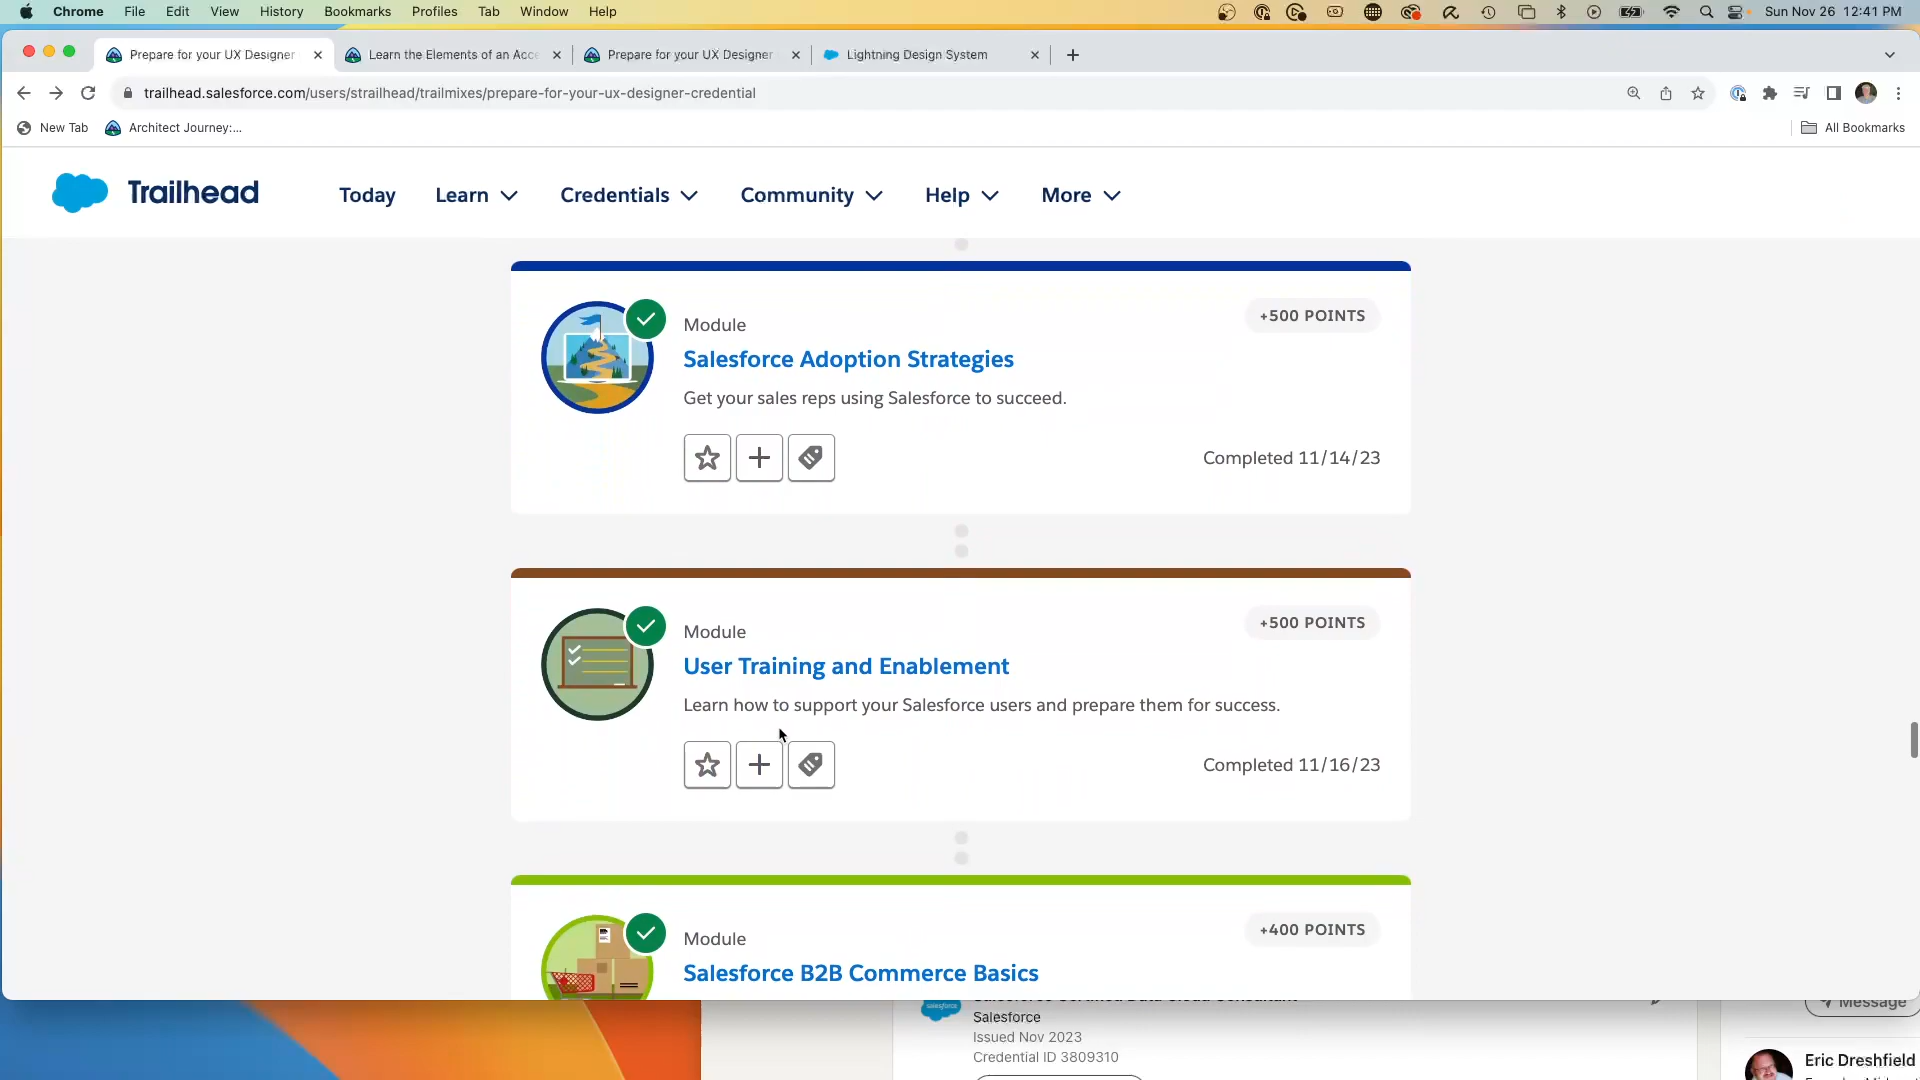 Chrome File Edit View History Bookmarks Profiles Tab Window Help Sun Nov 26 12:41 PM
Prepare for your UX Designer Learn the Elements of an Acce Prepare for your UX Designer Lightning Design System
trailhead.salesforce.com/users/strailhead/trailmixes/prepare-for-your-ux-designer-credential
New Tab Architect Journey:... All Bookmarks
Trailhead Today Learn Credentials Community Help More
+500 POINTS
Module
Salesforce Adoption Strategies
Get your sales reps using Salesforce to succeed.
Completed 11/14/23
+500 POINTS
Module
User Training and Enablement
Learn how to support your Salesforce users and prepare them for success.
Completed 11/16/23
+400 POINTS
Module
Salesforce B2B Commerce Basics
Salesforce Certified Data Cloud Consultant
Message
salesforce
Salesforce
Issued Nov 2023
Credential ID 3809310
Eric Dreshfield